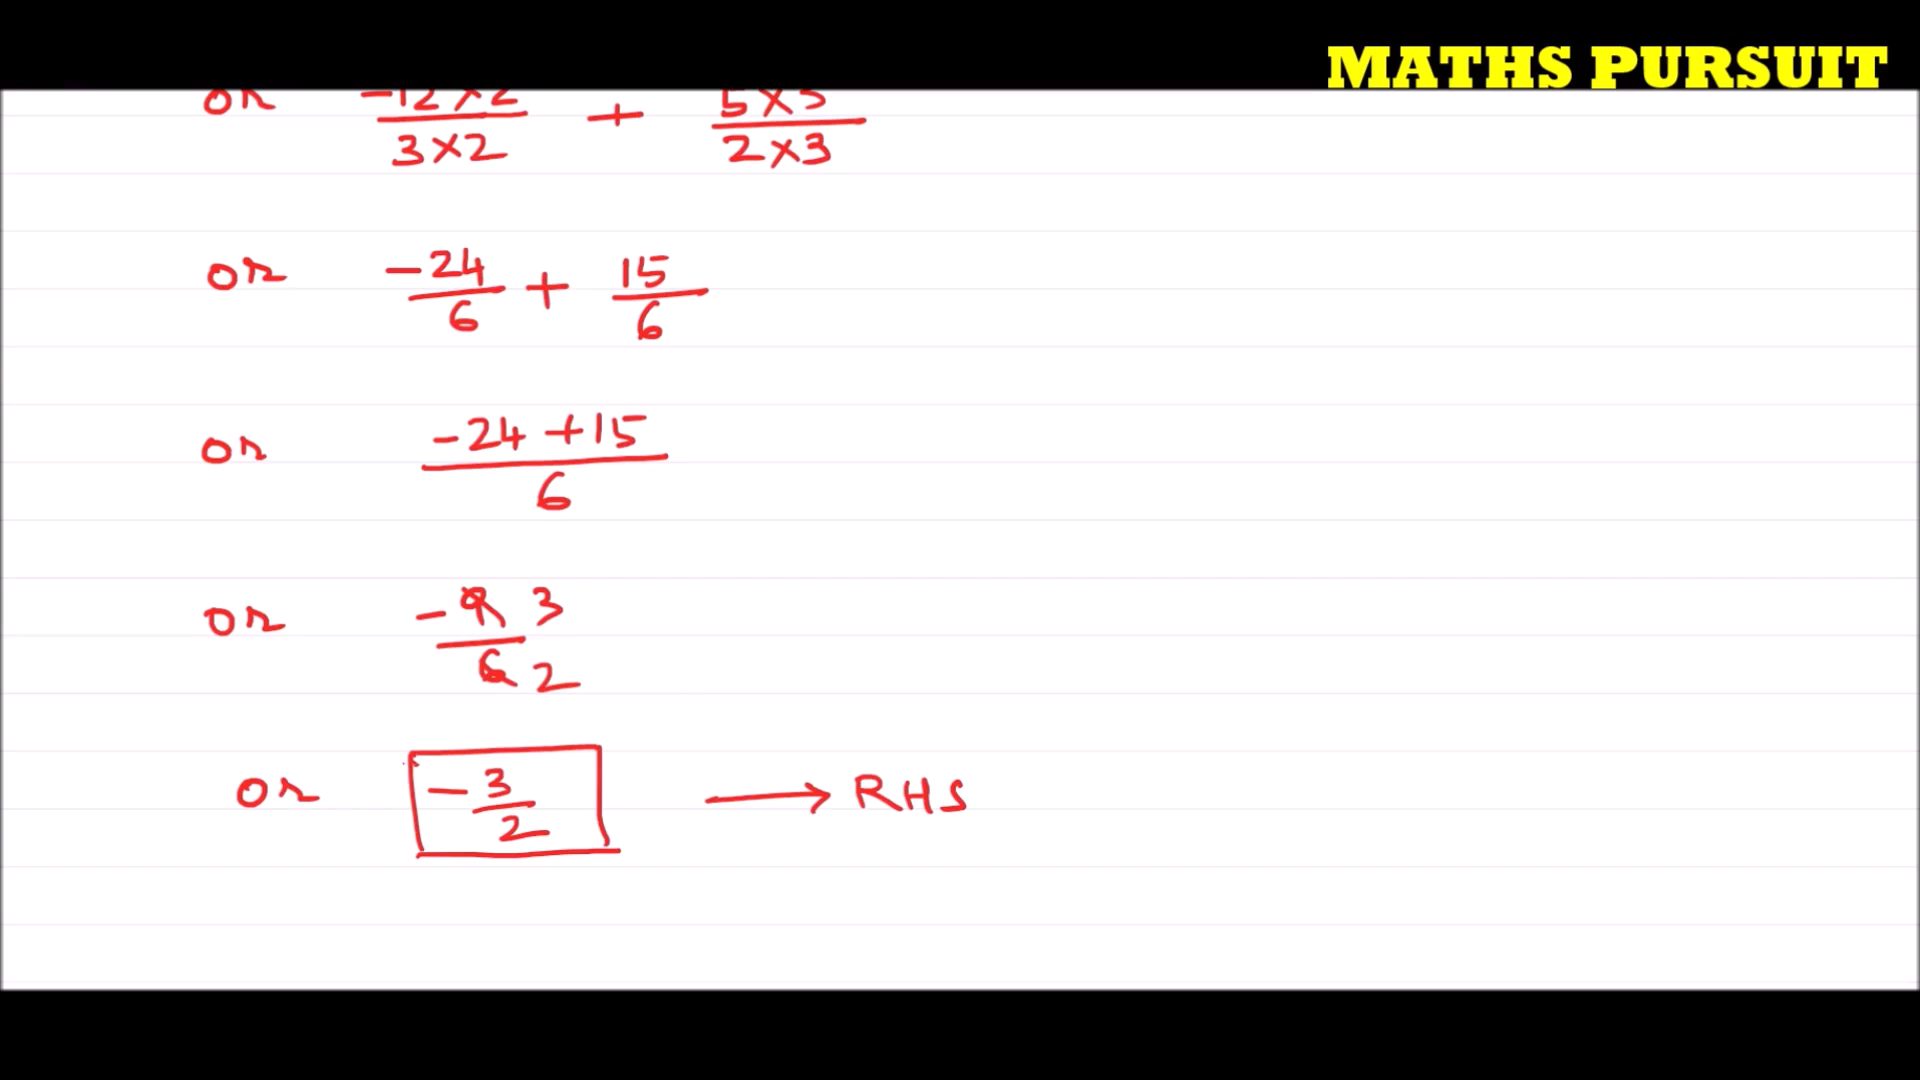 MATHS PURSUIT
or -12×2/3×2 + 5×3/2×3
or -24/6 + 15/6
or -24+15/6
or -9 3/6 2
or -3/2 → RHS